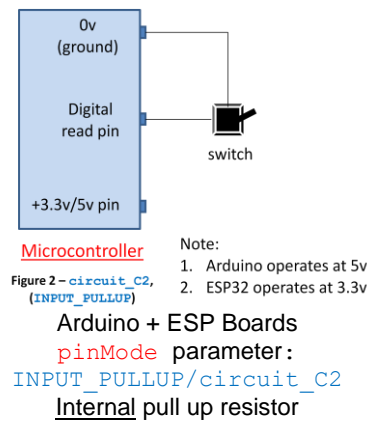 0v
(ground)
Digital
read pin
switch
+3.3v/5v pin
Microcontroller
Figure 2 – circuit_C2,
(INPUT_PULLUP)
Note:
1. Arduino operates at 5v
2. ESP32 operates at 3.3v
Arduino + ESP Boards
pinMode parameter:
INPUT_PULLUP/circuit_C2
Internal pull up resistor